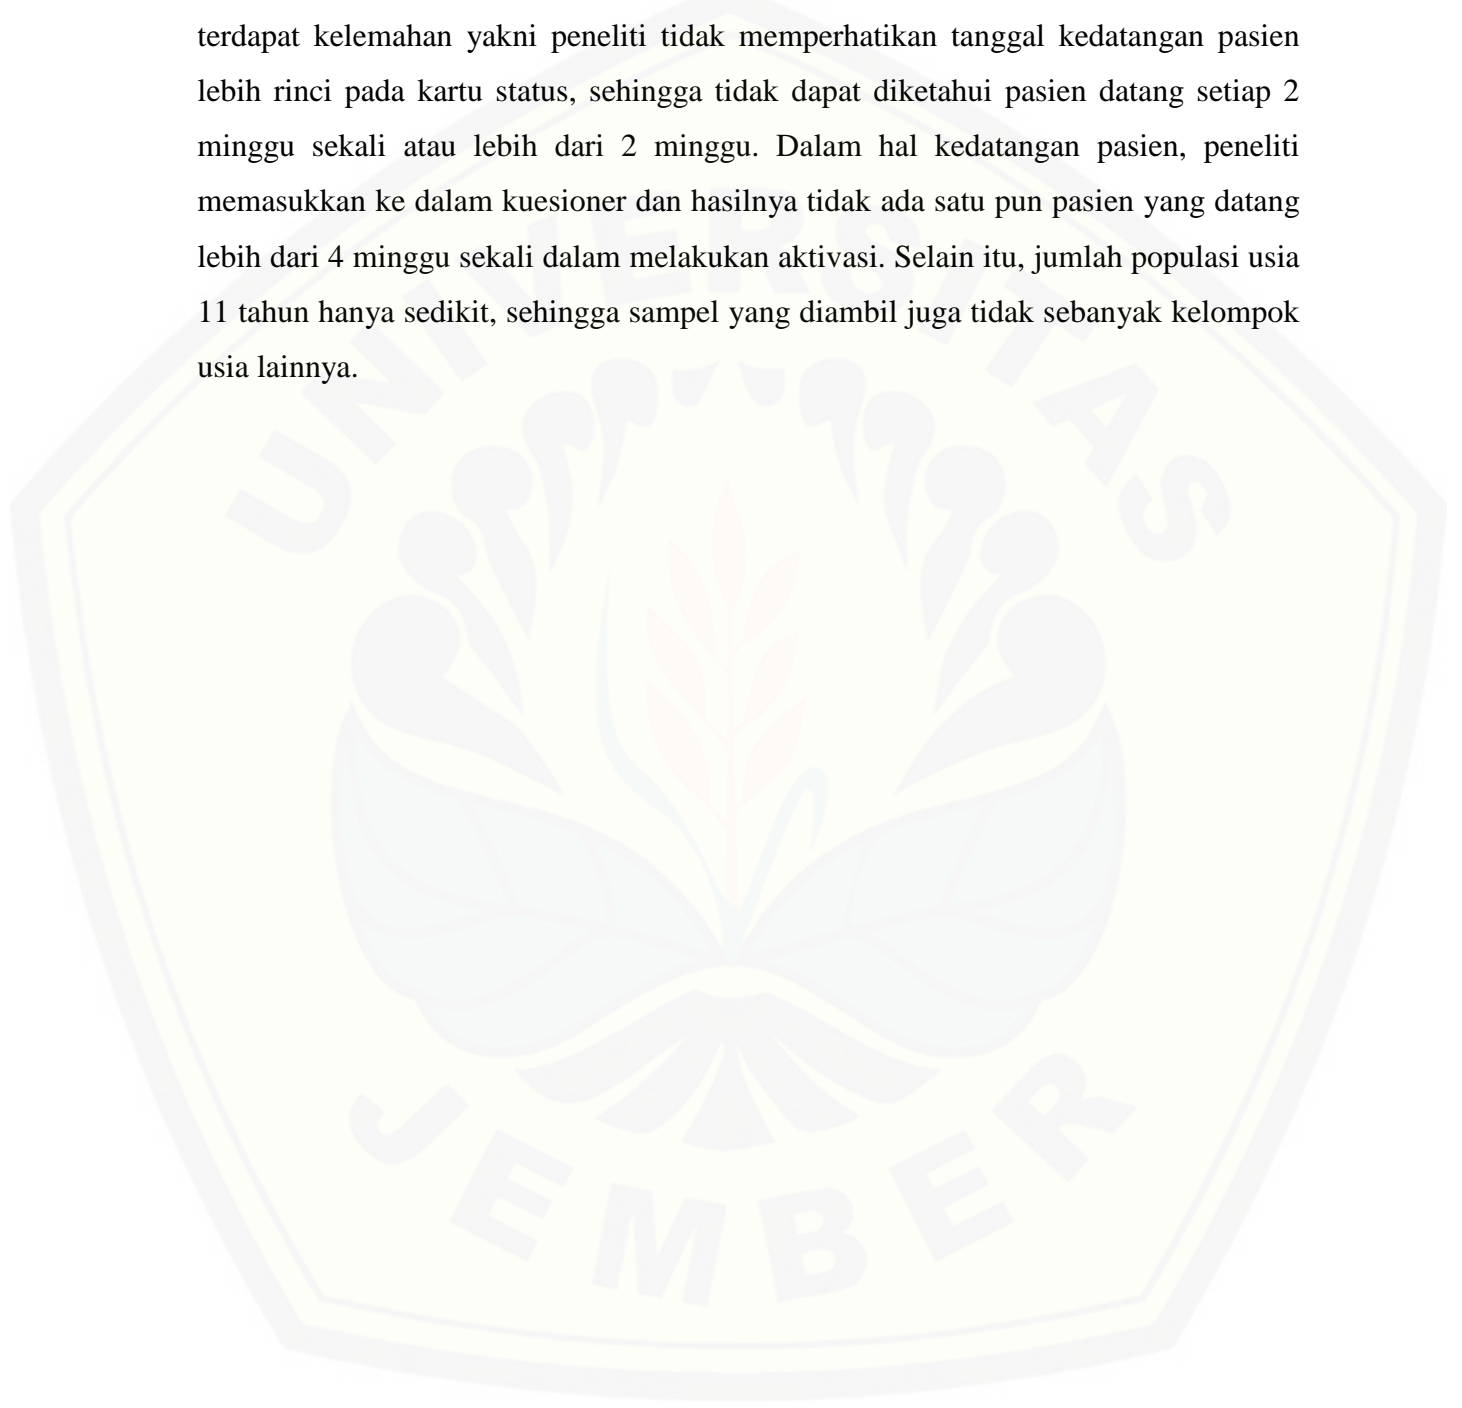 terdapat kelemahan yakni peneliti tidak memperhatikan tanggal kedatangan pasien
lebih rinci pada kartu status, sehingga tidak dapat diketahui pasien datang setiap 2
minggu sekali atau lebih dari 2 minggu. Dalam hal kedatangan pasien, peneliti
memasukkan ke dalam kuesioner dan hasilnya tidak ada satu pun pasien yang datang
lebih dari 4 minggu sekali dalam melakukan aktivasi. Selain itu, jumlah populasi usia
11 tahun hanya sedikit, sehingga sampel yang diambil juga tidak sebanyak kelompok
usia lainnya.
UNIVERSITAS
JEMBER